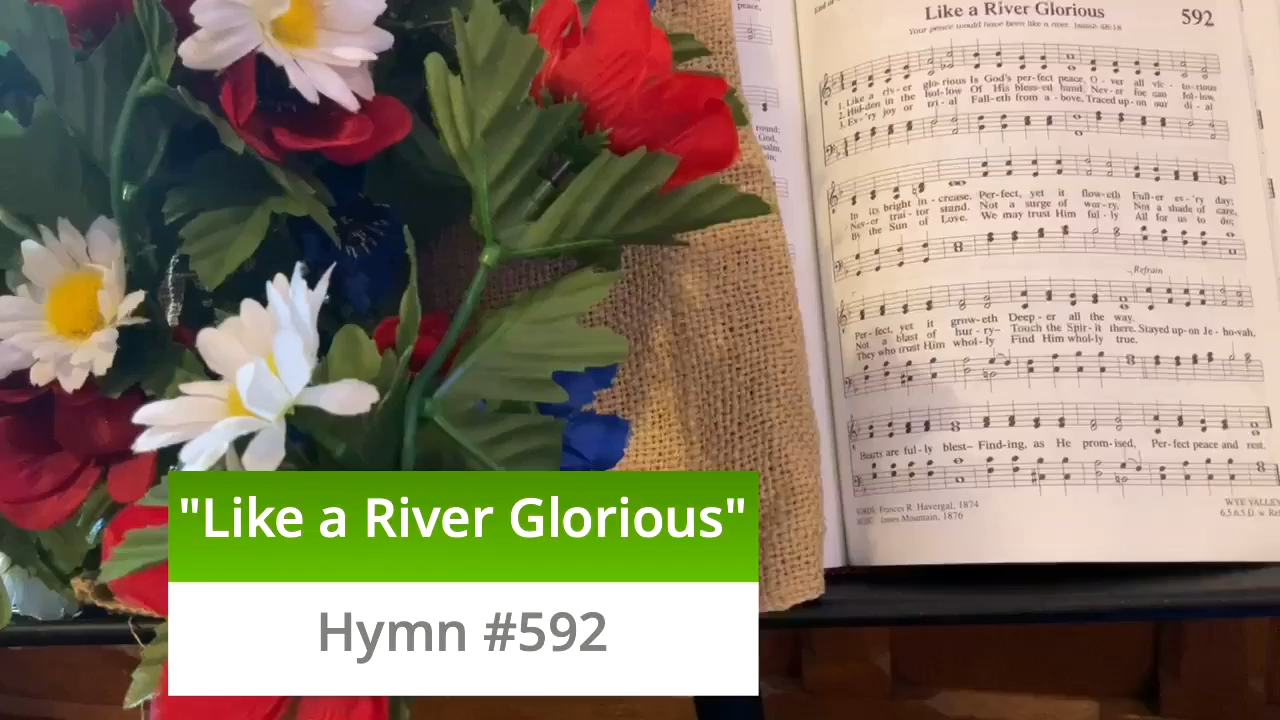 peace,
Like a River Glorious
592
Your peace would have been like a river. Isaiah 48:18
1. Like a riv - er glo - rious Is God's per - fect peace, O - ver all vic - to - rious
2. Hid - den in the hol - low Of His bless - ed hand, Nev - er foe can fol - low,
3. Ev - 'ry joy or tri - al Fall - eth from a - bove, Traced up - on our di - al
round;
God,
In its bright in - crease. Per - fect, yet it flow - eth Full - er ev - 'ry day;
Nev - er trai - tor stand. Not a surge of wor - ry, Not a shade of care,
By the Sun of Love. We may trust Him ful - ly All for us to do;
Refrain
Per - fect, yet it grow - eth Deep - er all the way.
Not a blast of hur - ry– Touch the Spir - it there. Stayed up - on Je - ho - vah,
They who trust Him whol - ly Find Him whol - ly true.
Hearts are ful - ly blest– Find - ing, as He prom - ised, Per - fect peace and rest.
WORDS: Frances R. Havergal, 1874
MUSIC: James Mountain, 1876
WYE VALLEY
6.5.6.5.D. w. Ref
"Like a River Glorious"
Hymn #592